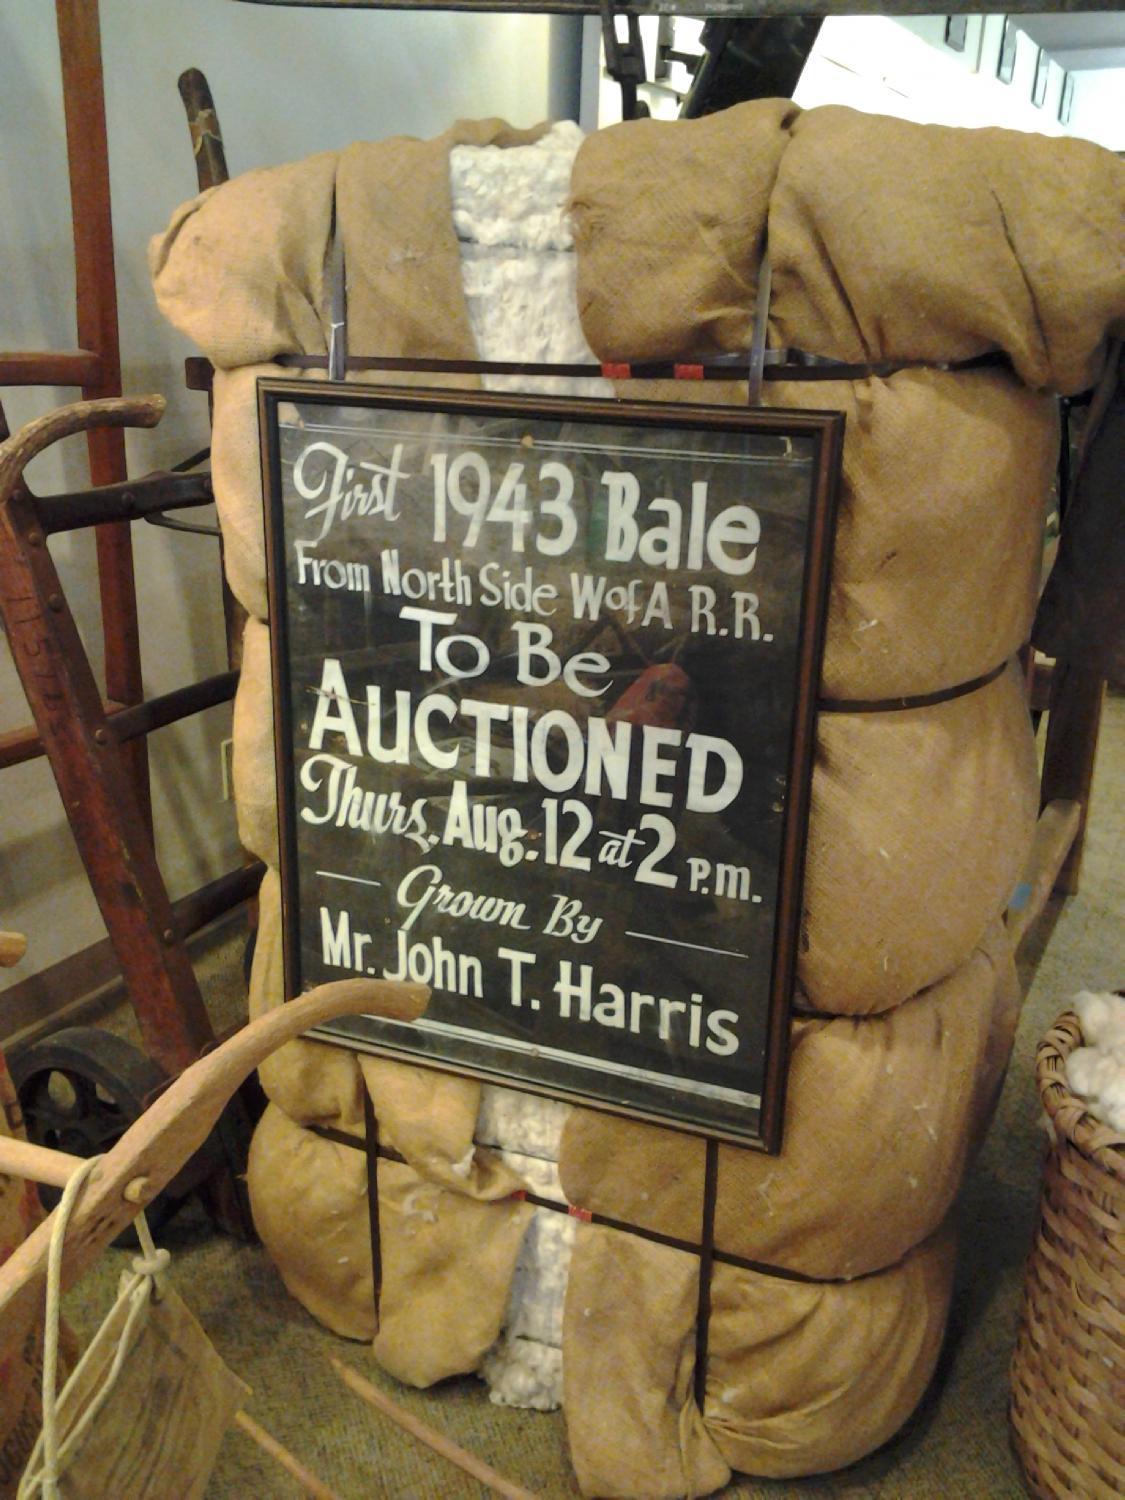 First 1943 Bale
From North Side W of A R.R.
To Be
AUCTIONED
Thurs. Aug. 12 at 2 P.M.
Grown By
Mr. John T. Harris